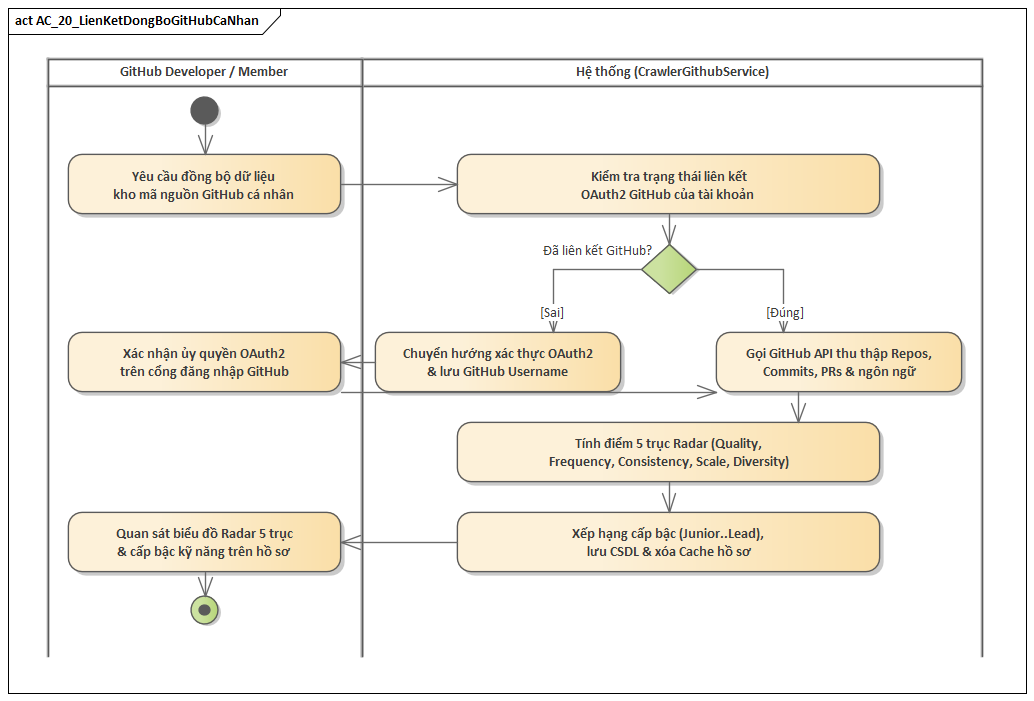 act AC_20_LienKetDongBoGitHubCaNhan
GitHub Developer / Member
Hệ thống (CrawlerGithubService)
Yêu cầu đồng bộ dữ liệu
kho mã nguồn GitHub cá nhân
Kiểm tra trạng thái liên kết
OAuth2 GitHub của tài khoản
Đã liên kết GitHub?
[Sai]
[Đúng]
Xác nhận ủy quyền OAuth2
trên cổng đăng nhập GitHub
Chuyển hướng xác thực OAuth2
& lưu GitHub Username
Gọi GitHub API thu thập Repos,
Commits, PRs & ngôn ngữ
Tính điểm 5 trục Radar (Quality,
Frequency, Consistency, Scale, Diversity)
Quan sát biểu đồ Radar 5 trục
& cấp bậc kỹ năng trên hồ sơ
Xếp hạng cấp bậc (Junior..Lead),
lưu CSDL & xóa Cache hồ sơ